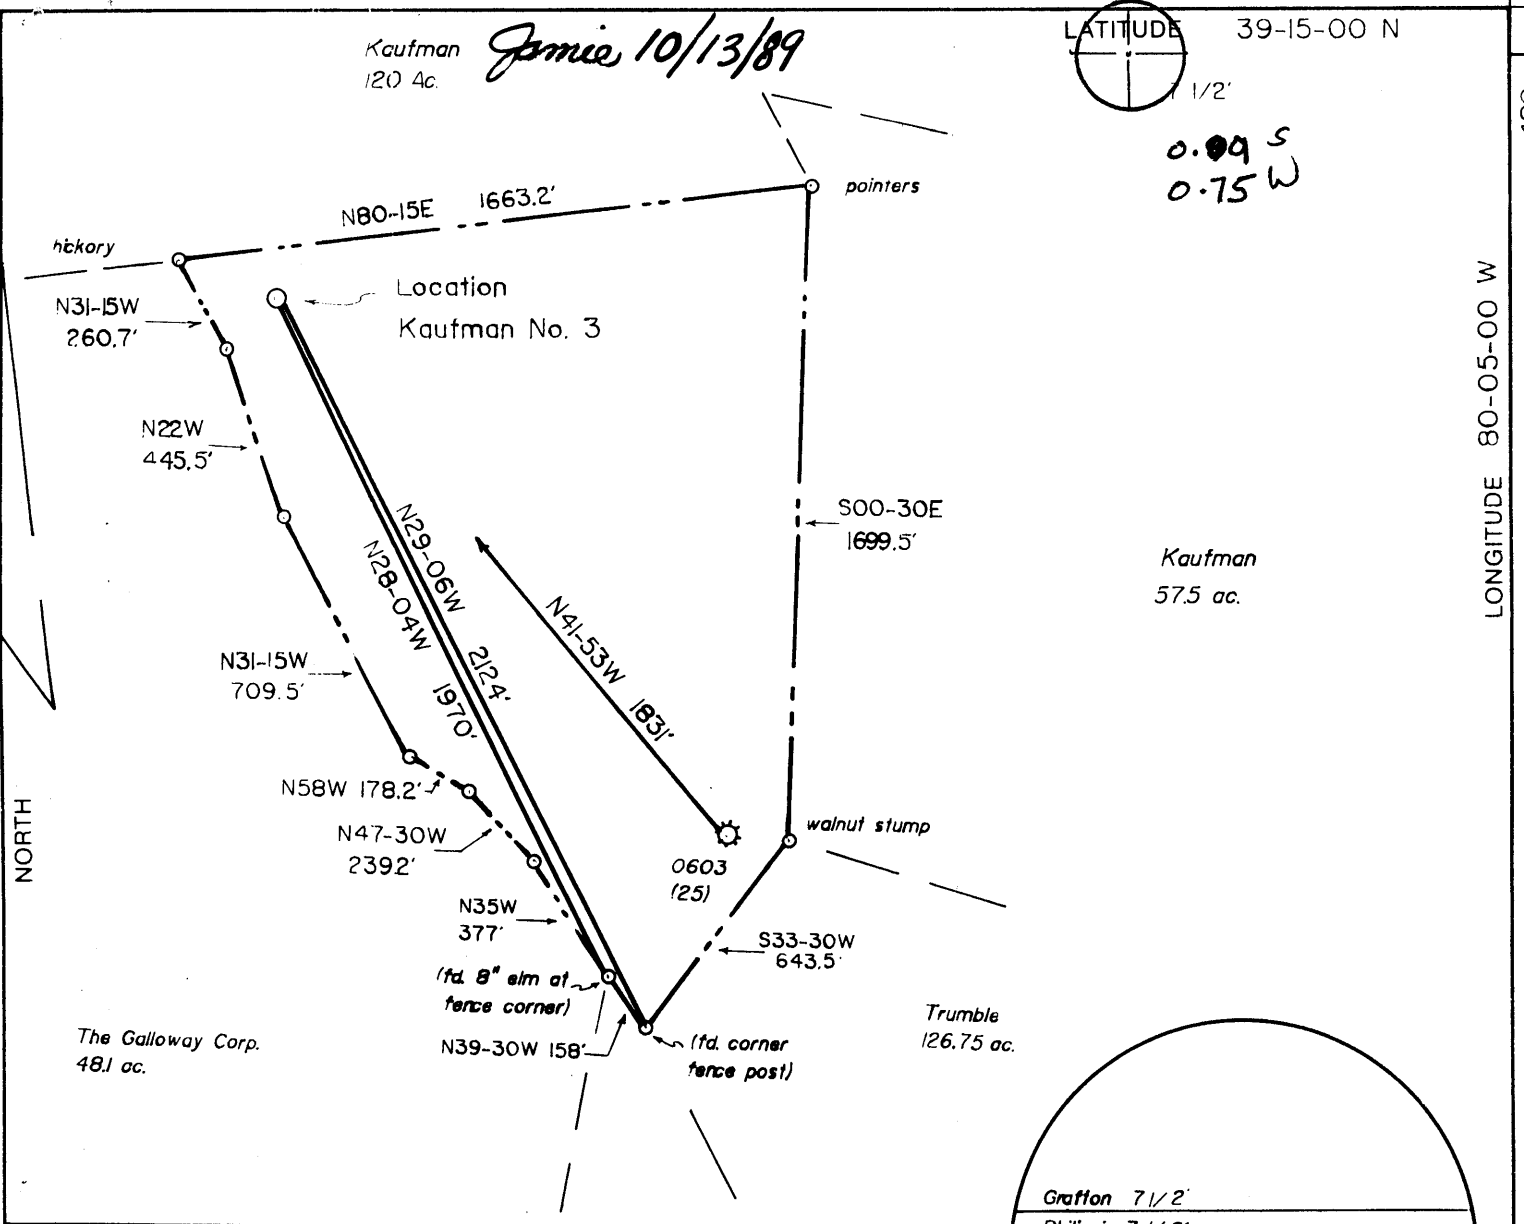 Kaufman
120 Ac.
Jamie 10/13/89
LATITUDE 39-15-00 N
7 1/2'
S
0.75 W
pointers
N80-15E 1663.2'
hickory
Location
Kaufman No. 3
N31-15W
260.7'
LONGITUDE 80-05-00 W
N22W
445.5'
S00-30E
1699.5'
N29-06W 2124'
N28-04W 1970'
N41-53W 1831'
Kaufman
57.5 ac.
N31-15W
709.5'
N58W 178.2'
NORTH
N47-30W
239.2'
walnut stump
0603
(25)
N35W
377'
S33-30W
643.5'
(fd. 8" elm at
fence corner)
Trumble
126.75 ac.
The Galloway Corp.
48.1 ac.
N39-30W 158'
(fd. corner
fence post)
Grafton 7 1/2'